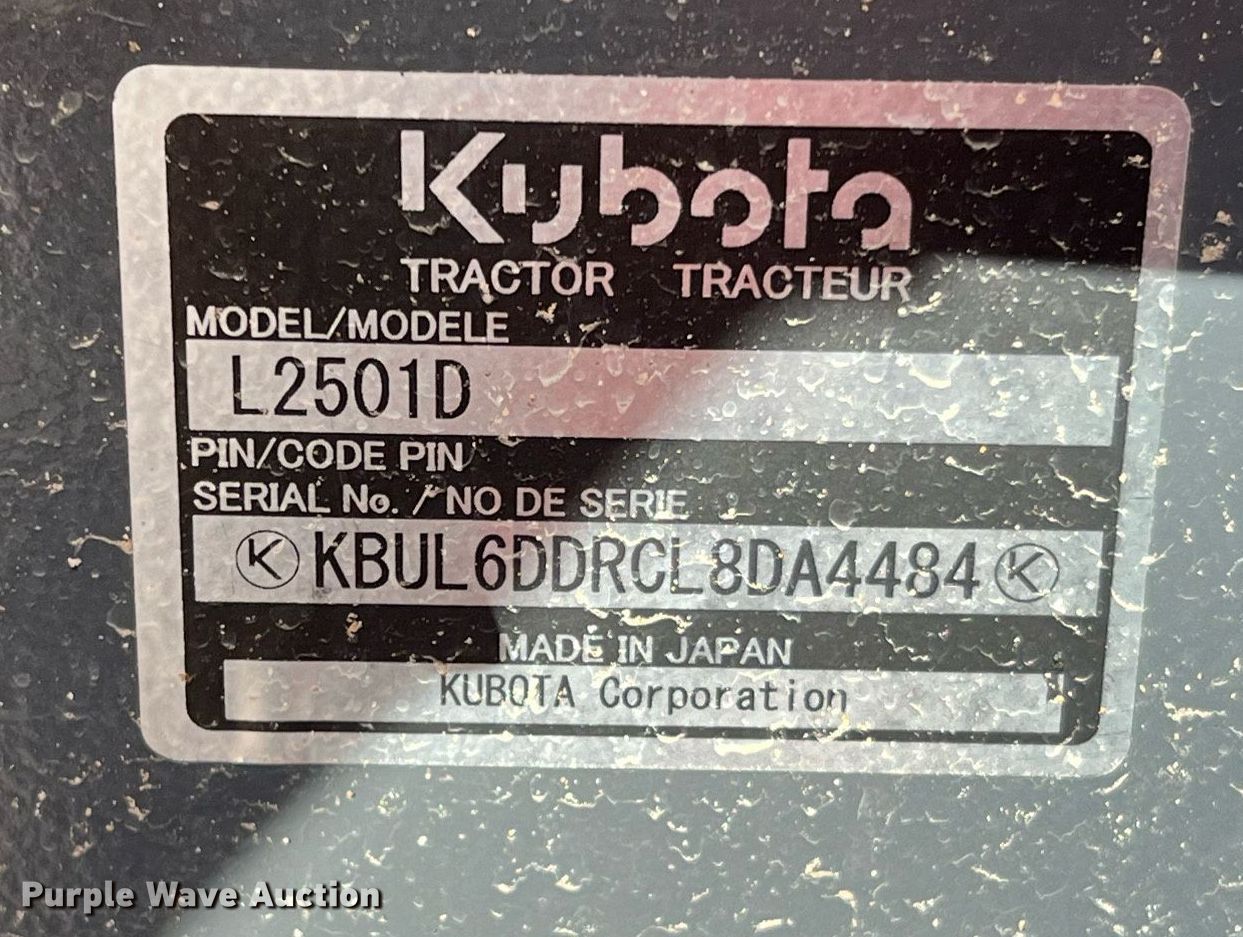 Kubota
TRACTOR TRACTEUR
MODEL/MODELE
L2501D
PIN/CODE PIN
SERIAL No. / NO DE SERIE
KBUL6DDRCL8DA4484
MADE IN JAPAN
KUBOTA Corporation
Purple Wave Auction